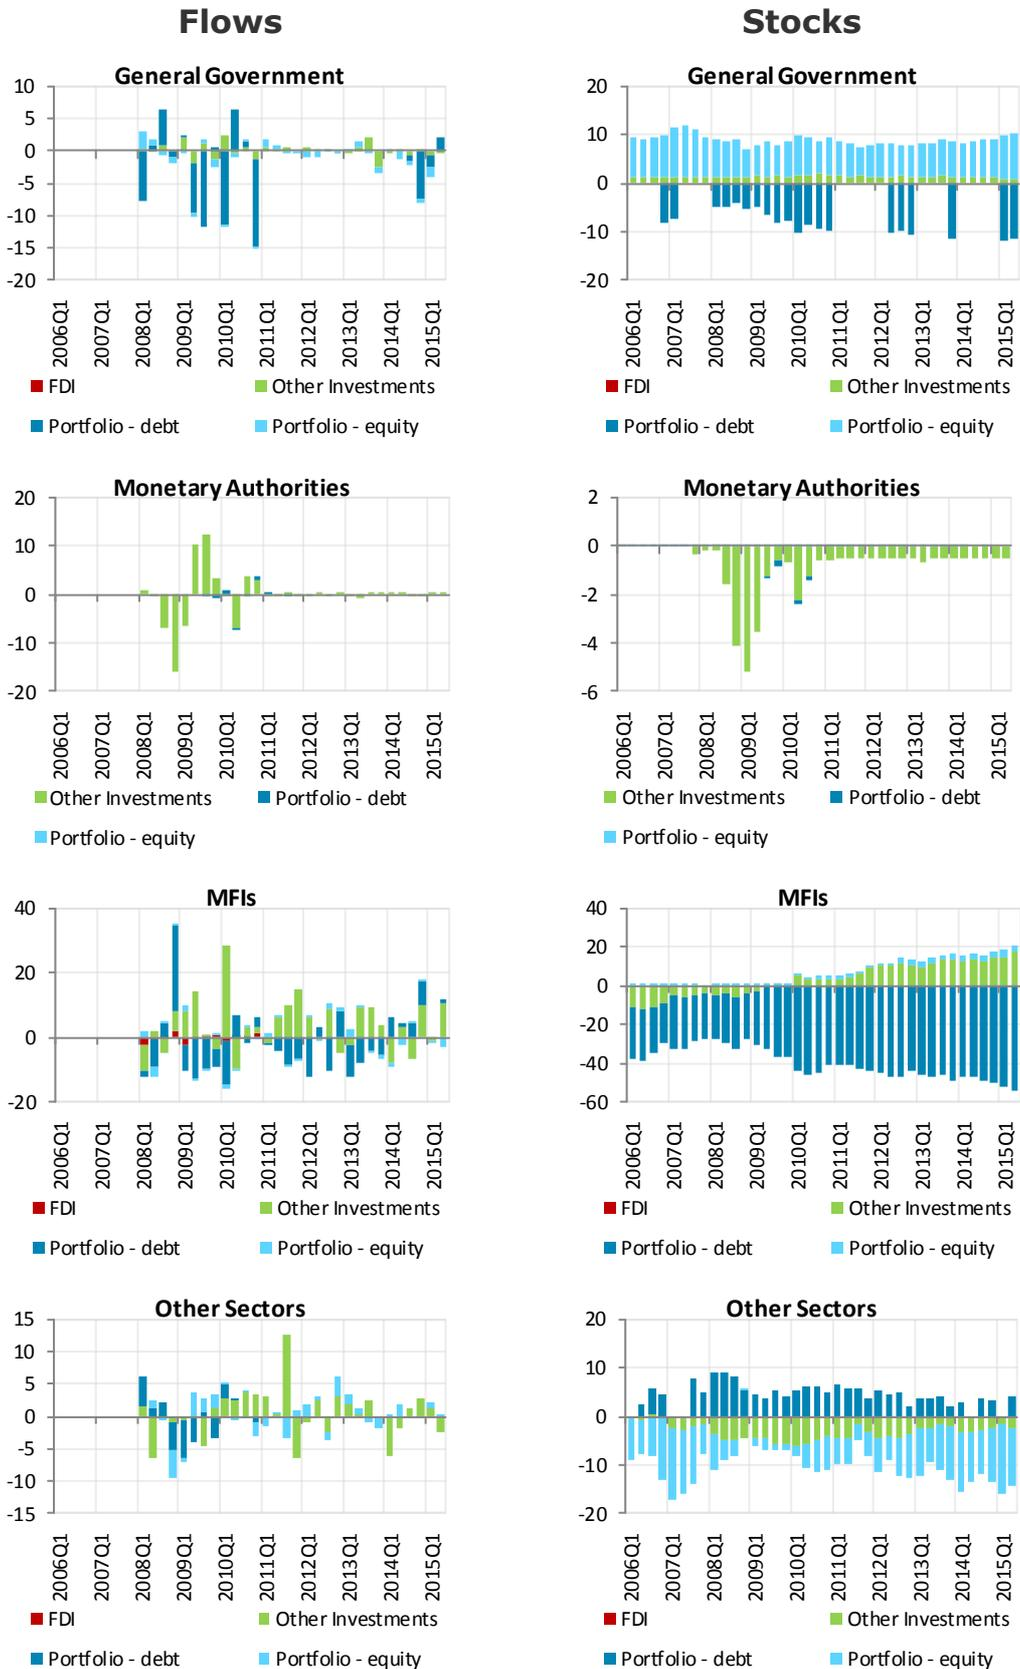 Flows
Stocks
General Government
10
5
0
-5
-10
-15
-20
2006Q1
2007Q1
2008Q1
2009Q1
2010Q1
2011Q1
2012Q1
2013Q1
2014Q1
2015Q1
FDI
Other Investments
Portfolio - debt
Portfolio - equity
General Government
20
10
0
-10
-20
2006Q1
2007Q1
2008Q1
2009Q1
2010Q1
2011Q1
2012Q1
2013Q1
2014Q1
2015Q1
FDI
Other Investments
Portfolio - debt
Portfolio - equity
Monetary Authorities
20
10
0
-10
-20
2006Q1
2007Q1
2008Q1
2009Q1
2010Q1
2011Q1
2012Q1
2013Q1
2014Q1
2015Q1
Other Investments
Portfolio - debt
Portfolio - equity
Monetary Authorities
2
0
-2
-4
-6
2006Q1
2007Q1
2008Q1
2009Q1
2010Q1
2011Q1
2012Q1
2013Q1
2014Q1
2015Q1
Other Investments
Portfolio - debt
Portfolio - equity
MFIs
40
20
0
-20
2006Q1
2007Q1
2008Q1
2009Q1
2010Q1
2011Q1
2012Q1
2013Q1
2014Q1
2015Q1
FDI
Other Investments
Portfolio - debt
Portfolio - equity
MFIs
40
20
0
-20
-40
-60
2006Q1
2007Q1
2008Q1
2009Q1
2010Q1
2011Q1
2012Q1
2013Q1
2014Q1
2015Q1
FDI
Other Investments
Portfolio - debt
Portfolio - equity
Other Sectors
15
10
5
0
-5
-10
-15
2006Q1
2007Q1
2008Q1
2009Q1
2010Q1
2011Q1
2012Q1
2013Q1
2014Q1
2015Q1
FDI
Other Investments
Portfolio - debt
Portfolio - equity
Other Sectors
20
10
0
-10
-20
2006Q1
2007Q1
2008Q1
2009Q1
2010Q1
2011Q1
2012Q1
2013Q1
2014Q1
2015Q1
FDI
Other Investments
Portfolio - debt
Portfolio - equity